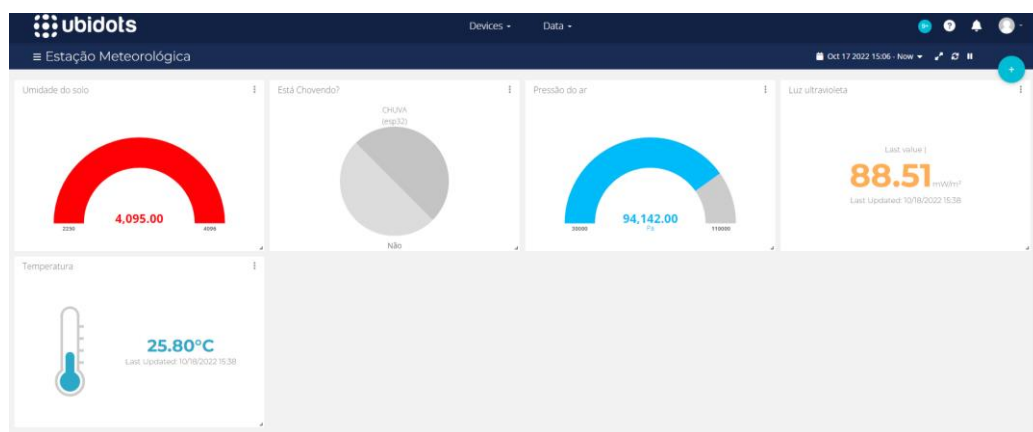 ubidots
Devices
Data
9+
?
Estação Meteorológica
Oct 17 2022 15:06 - Now
+
Umidade do solo
4,095.00
2250
4096
Está Chovendo?
CHUVA
(esp32)
Não
Pressão do ar
94,142.00
Pa
30000
110000
Luz ultravioleta
Last value |
88.51 mW/m²
Last Updated: 10/18/2022 15:38
Temperatura
25.80°C
Last Updated: 10/18/2022 15:38